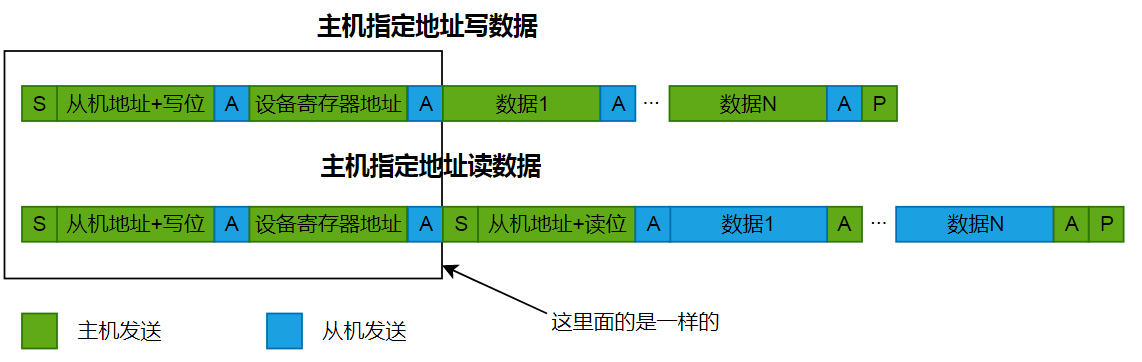 主机指定地址写数据
S 从机地址+写位 A 设备寄存器地址 A 数据1 A ... 数据N A P
主机指定地址读数据
S 从机地址+写位 A 设备寄存器地址 A S 从机地址+读位 A 数据1 A ... 数据N A P
这里面的是一样的
主机发送 从机发送